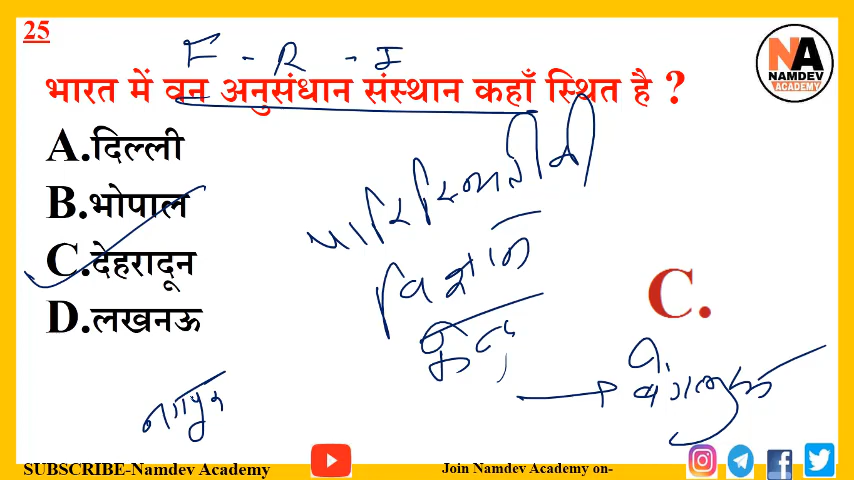 25
F - R - I
भारत में वन अनुसंधान संस्थान कहाँ स्थित है ?
NA
NAMDEV
ACADEMY
A.दिल्ली
B.भोपाल
C.देहरादून
D.लखनऊ
पारिस्थितिकी
विज्ञान
केन्द्र
C.
बेंगलुरु
नागपुर
SUBSCRIBE-Namdev Academy
Join Namdev Academy on-